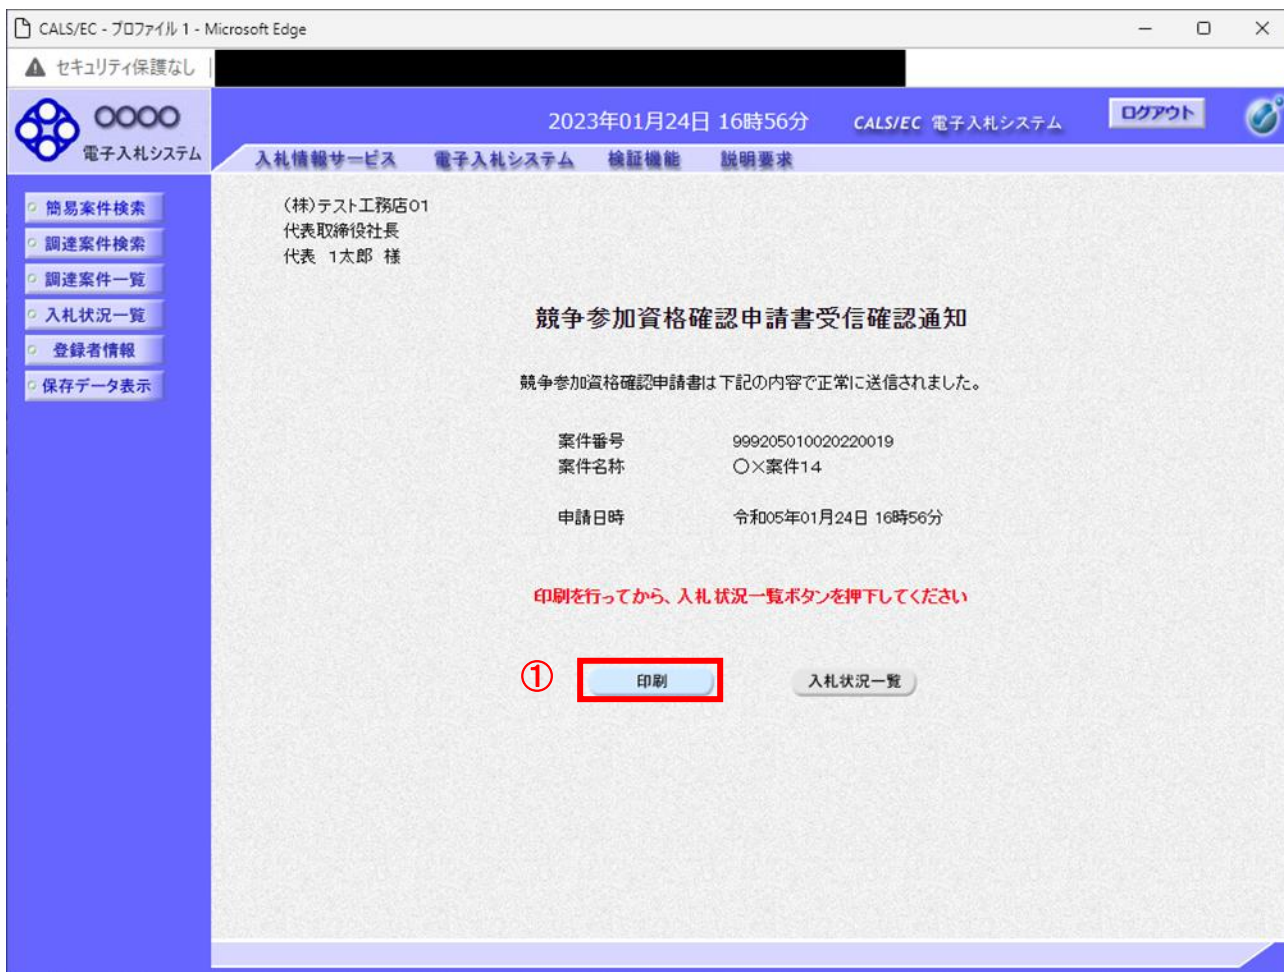 CALS/EC - プロファイル 1 - Microsoft Edge
セキュリティ保護なし
○○○○
電子入札システム
2023年01月24日 16時56分
CALS/EC 電子入札システム
ログアウト
入札情報サービス 電子入札システム 検証機能 説明要求
簡易案件検索
調達案件検索
調達案件一覧
入札状況一覧
登録者情報
保存データ表示
(株)テスト工務店01
代表取締役社長
代表 1太郎 様
競争参加資格確認申請書受信確認通知
競争参加資格確認申請書は下記の内容で正常に送信されました。
案件番号 999205010020220019
案件名称 ○×案件14
申請日時 令和05年01月24日 16時56分
印刷を行ってから、入札状況一覧ボタンを押下してください
① 印刷 入札状況一覧